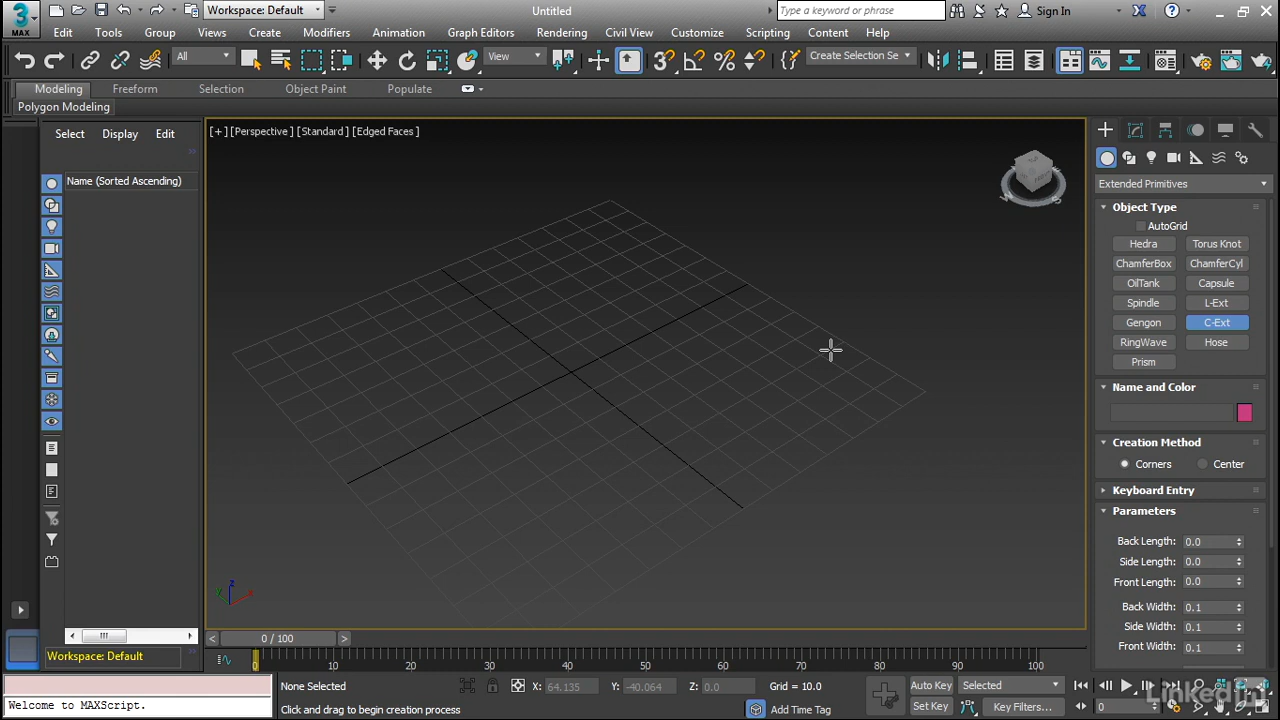 3
MAX
Workspace: Default
Untitled
Type a keyword or phrase
Sign In
Edit Tools Group Views Create Modifiers Animation Graph Editors Rendering Civil View Customize Scripting Content Help
All
View
3
Create Selection Se
Modeling Freeform Selection Object Paint Populate
Polygon Modeling
Select Display Edit
Name (Sorted Ascending)
[+] [Perspective] [Standard] [Edged Faces]
Extended Primitives
Object Type
AutoGrid
Hedra Torus Knot
ChamferBox ChamferCyl
OilTank Capsule
Spindle L-Ext
Gengon C-Ext
RingWave Hose
Prism
Name and Color
Creation Method
Corners Center
Keyboard Entry
Parameters
Back Length: 0.0
Side Length: 0.0
Front Length: 0.0
Back Width: 0.1
Side Width: 0.1
Front Width: 0.1
z
y x
0 / 100
Workspace: Default
0 10 20 30 40 50 60 70 80 90 100
None Selected
X: 64.135 Y: -40.064 Z: 0.0 Grid = 10.0
Auto Key Selected
Welcome to MAXScript.
Click and drag to begin creation process
Add Time Tag
Set Key Key Filters...
0
LinkedIn